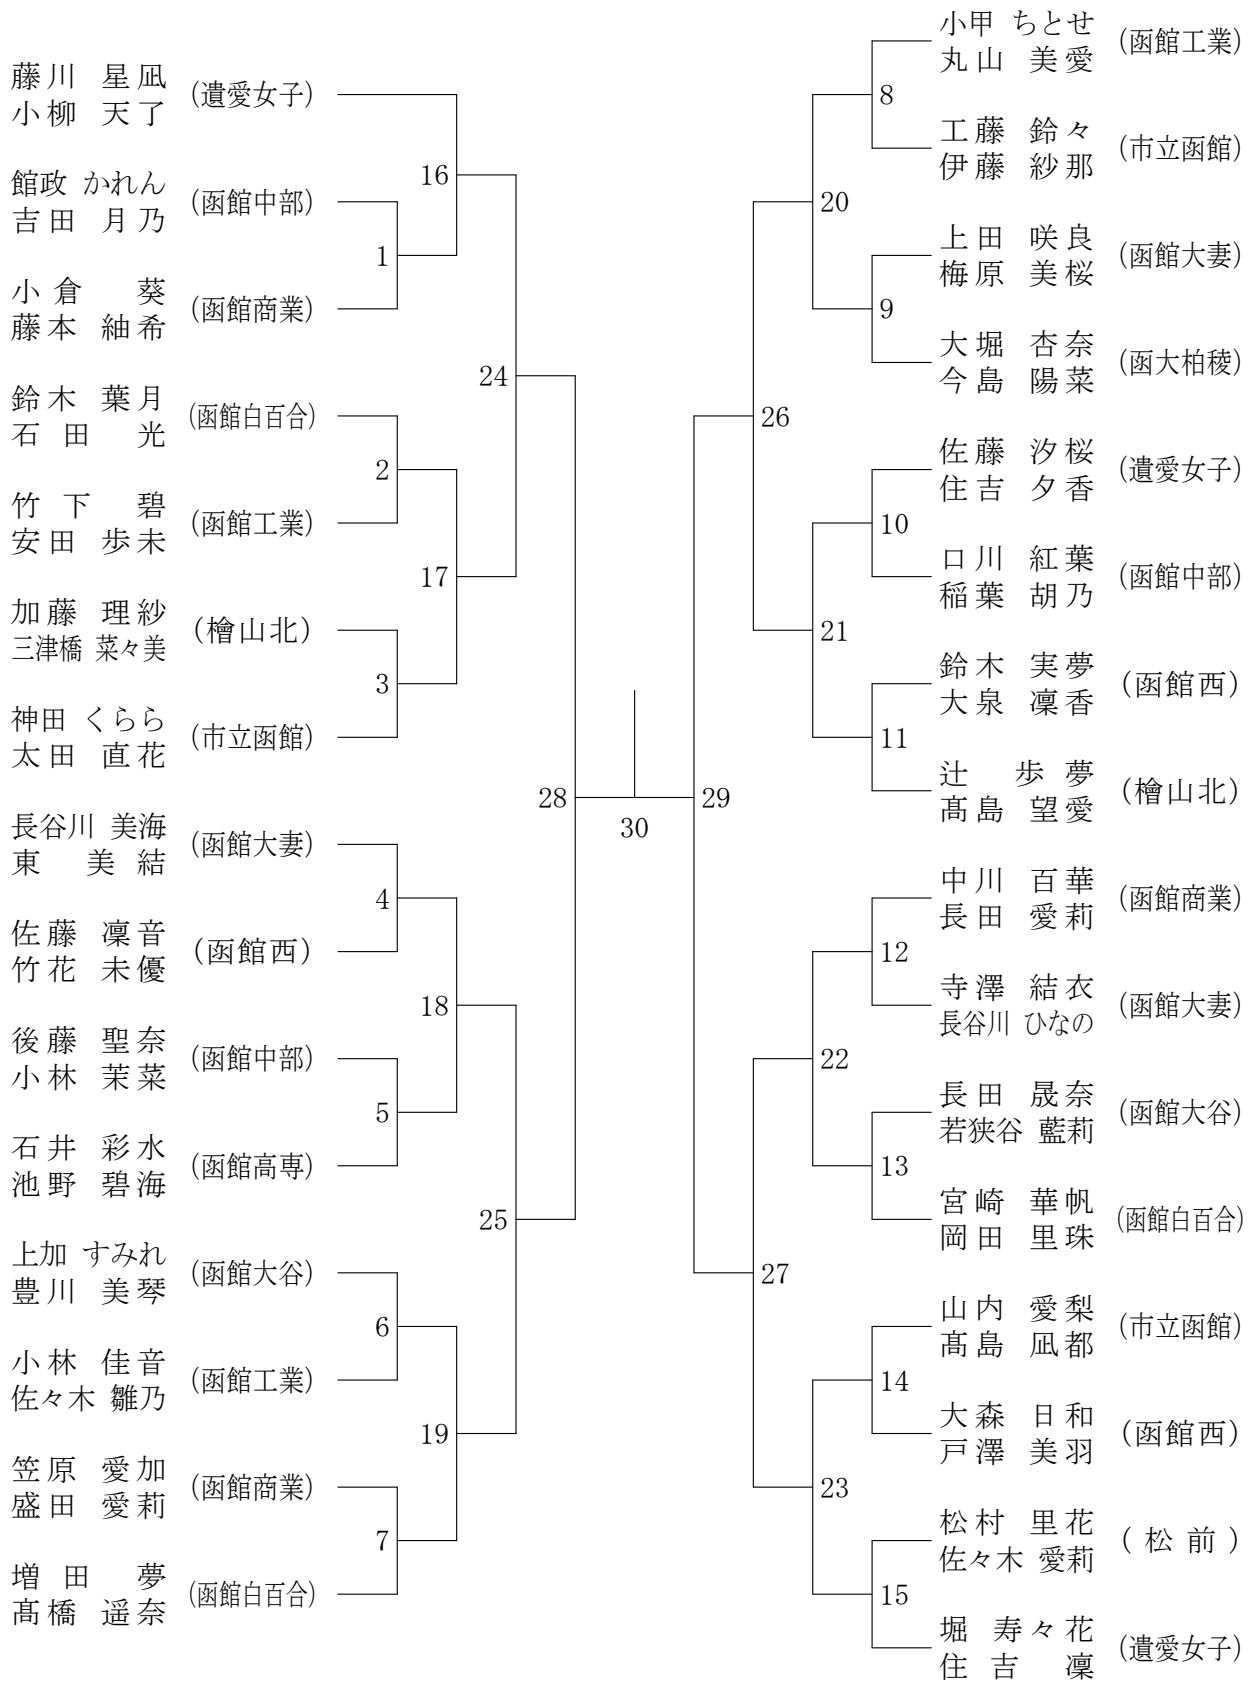 藤川 星凪
小柳 天了
(遺愛女子)
館政 かれん
吉田 月乃
(函館中部)
小倉 葵
藤本 紬希
(函館商業)
鈴木 葉月
石田 光
(函館白百合)
竹下 碧
安田 歩未
(函館工業)
加藤 理紗
三津橋 菜々美
(檜山北)
神田 くらら
太田 直花
(市立函館)
長谷川 美海
東 美結
(函館大妻)
佐藤 凜音
竹花 未優
(函館西)
後藤 聖奈
小林 茉菜
(函館中部)
石井 彩水
池野 碧海
(函館高専)
上加 すみれ
豊川 美琴
(函館大谷)
小林 佳音
佐々木 雛乃
(函館工業)
笠原 愛加
盛田 愛莉
(函館商業)
増田 夢
髙橋 遥奈
(函館白百合)
1
2
3
4
5
6
7
16
17
18
19
24
25
28
30
29
26
27
20
21
22
23
8
9
10
11
12
13
14
15
小甲 ちとせ
丸山 美愛
(函館工業)
工藤 鈴々
伊藤 紗那
(市立函館)
上田 咲良
梅原 美桜
(函館大妻)
大堀 杏奈
今島 陽菜
(函大柏稜)
佐藤 汐桜
住吉 夕香
(遺愛女子)
口川 紅葉
稲葉 胡乃
(函館中部)
鈴木 実夢
大泉 凜香
(函館西)
辻 歩夢
髙島 望愛
(檜山北)
中川 百華
長田 愛莉
(函館商業)
寺澤 結衣
長谷川 ひなの
(函館大妻)
長田 晟奈
若狭谷 藍莉
(函館大谷)
宮崎 華帆
岡田 里珠
(函館白百合)
山内 愛梨
髙島 凪都
(市立函館)
大森 日和
戸澤 美羽
(函館西)
松村 里花
佐々木 愛莉
(松前)
堀 寿々花
住吉 凜
(遺愛女子)